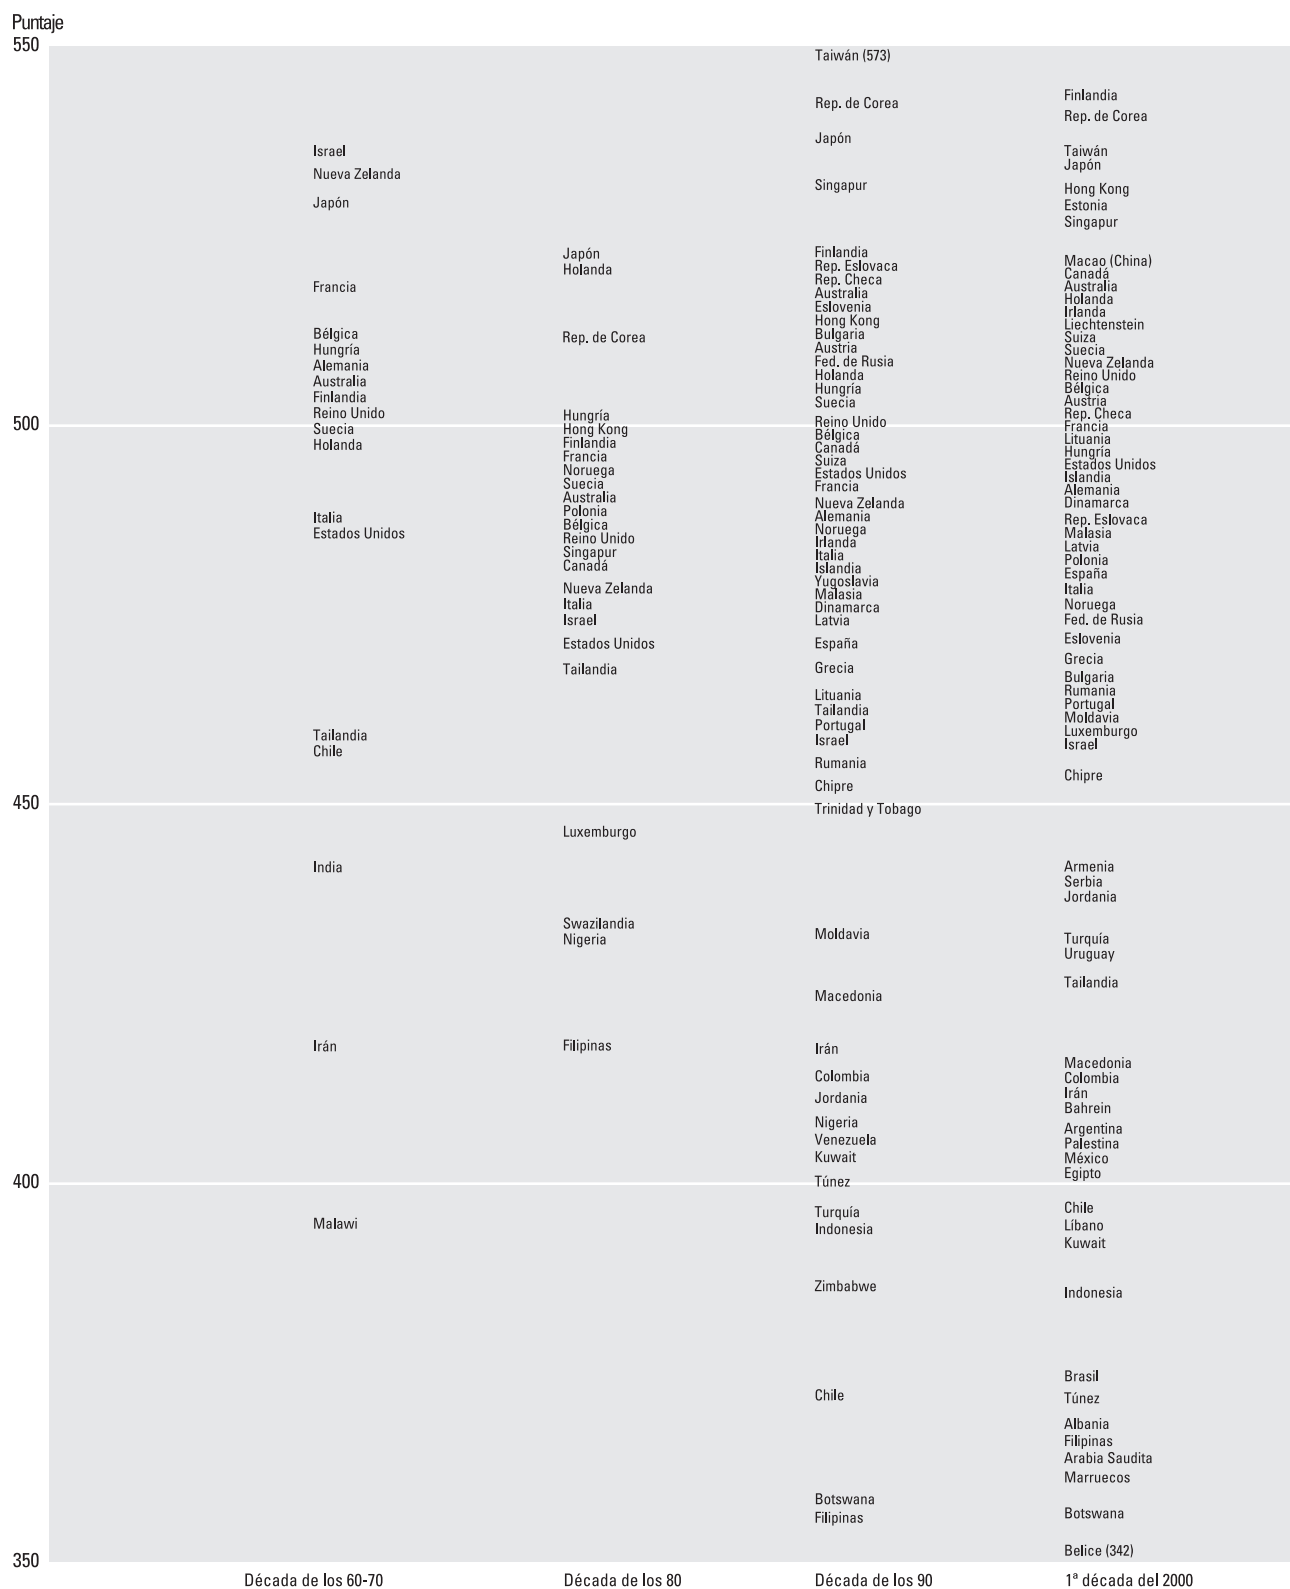 Puntaje
550
500
450
400
350
Israel
Nueva Zelanda
Japón
Francia
Bélgica
Hungría
Alemania
Australia
Finlandia
Reino Unido
Suecia
Holanda
Italia
Estados Unidos
Tailandia
Chile
India
Irán
Malawi
Década de los 60-70
Japón
Holanda
Rep. de Corea
Hungría
Hong Kong
Finlandia
Francia
Noruega
Suecia
Australia
Polonia
Bélgica
Reino Unido
Singapur
Canadá
Nueva Zelanda
Italia
Israel
Estados Unidos
Tailandia
Luxemburgo
Swazilandia
Nigeria
Filipinas
Década de los 80
Taiwán (573)
Rep. de Corea
Japón
Singapur
Finlandia
Rep. Eslovaca
Rep. Checa
Australia
Eslovenia
Hong Kong
Bulgaria
Austria
Fed. de Rusia
Holanda
Hungría
Suecia
Reino Unido
Bélgica
Canadá
Suiza
Estados Unidos
Francia
Nueva Zelanda
Alemania
Noruega
Irlanda
Italia
Islandia
Yugoslavia
Malasia
Dinamarca
Latvia
España
Grecia
Lituania
Tailandia
Portugal
Israel
Rumania
Chipre
Trinidad y Tobago
Moldavia
Macedonia
Irán
Colombia
Jordania
Nigeria
Venezuela
Kuwait
Túnez
Turquía
Indonesia
Zimbabwe
Chile
Botswana
Filipinas
Década de los 90
Finlandia
Rep. de Corea
Taiwán
Japón
Hong Kong
Estonia
Singapur
Macao (China)
Canadá
Australia
Holanda
Irlanda
Liechtenstein
Suiza
Suecia
Nueva Zelanda
Reino Unido
Bélgica
Austria
Rep. Checa
Francia
Lituania
Hungría
Estados Unidos
Islandia
Alemania
Dinamarca
Rep. Eslovaca
Malasia
Latvia
Polonia
España
Italia
Noruega
Fed. de Rusia
Eslovenia
Grecia
Bulgaria
Rumania
Portugal
Moldavia
Luxemburgo
Israel
Chipre
Armenia
Serbia
Jordania
Turquía
Uruguay
Tailandia
Macedonia
Colombia
Irán
Bahrein
Argentina
Palestina
México
Egipto
Chile
Líbano
Kuwait
Indonesia
Brasil
Túnez
Albania
Filipinas
Arabia Saudita
Marruecos
Botswana
Belice (342)
1ª década del 2000